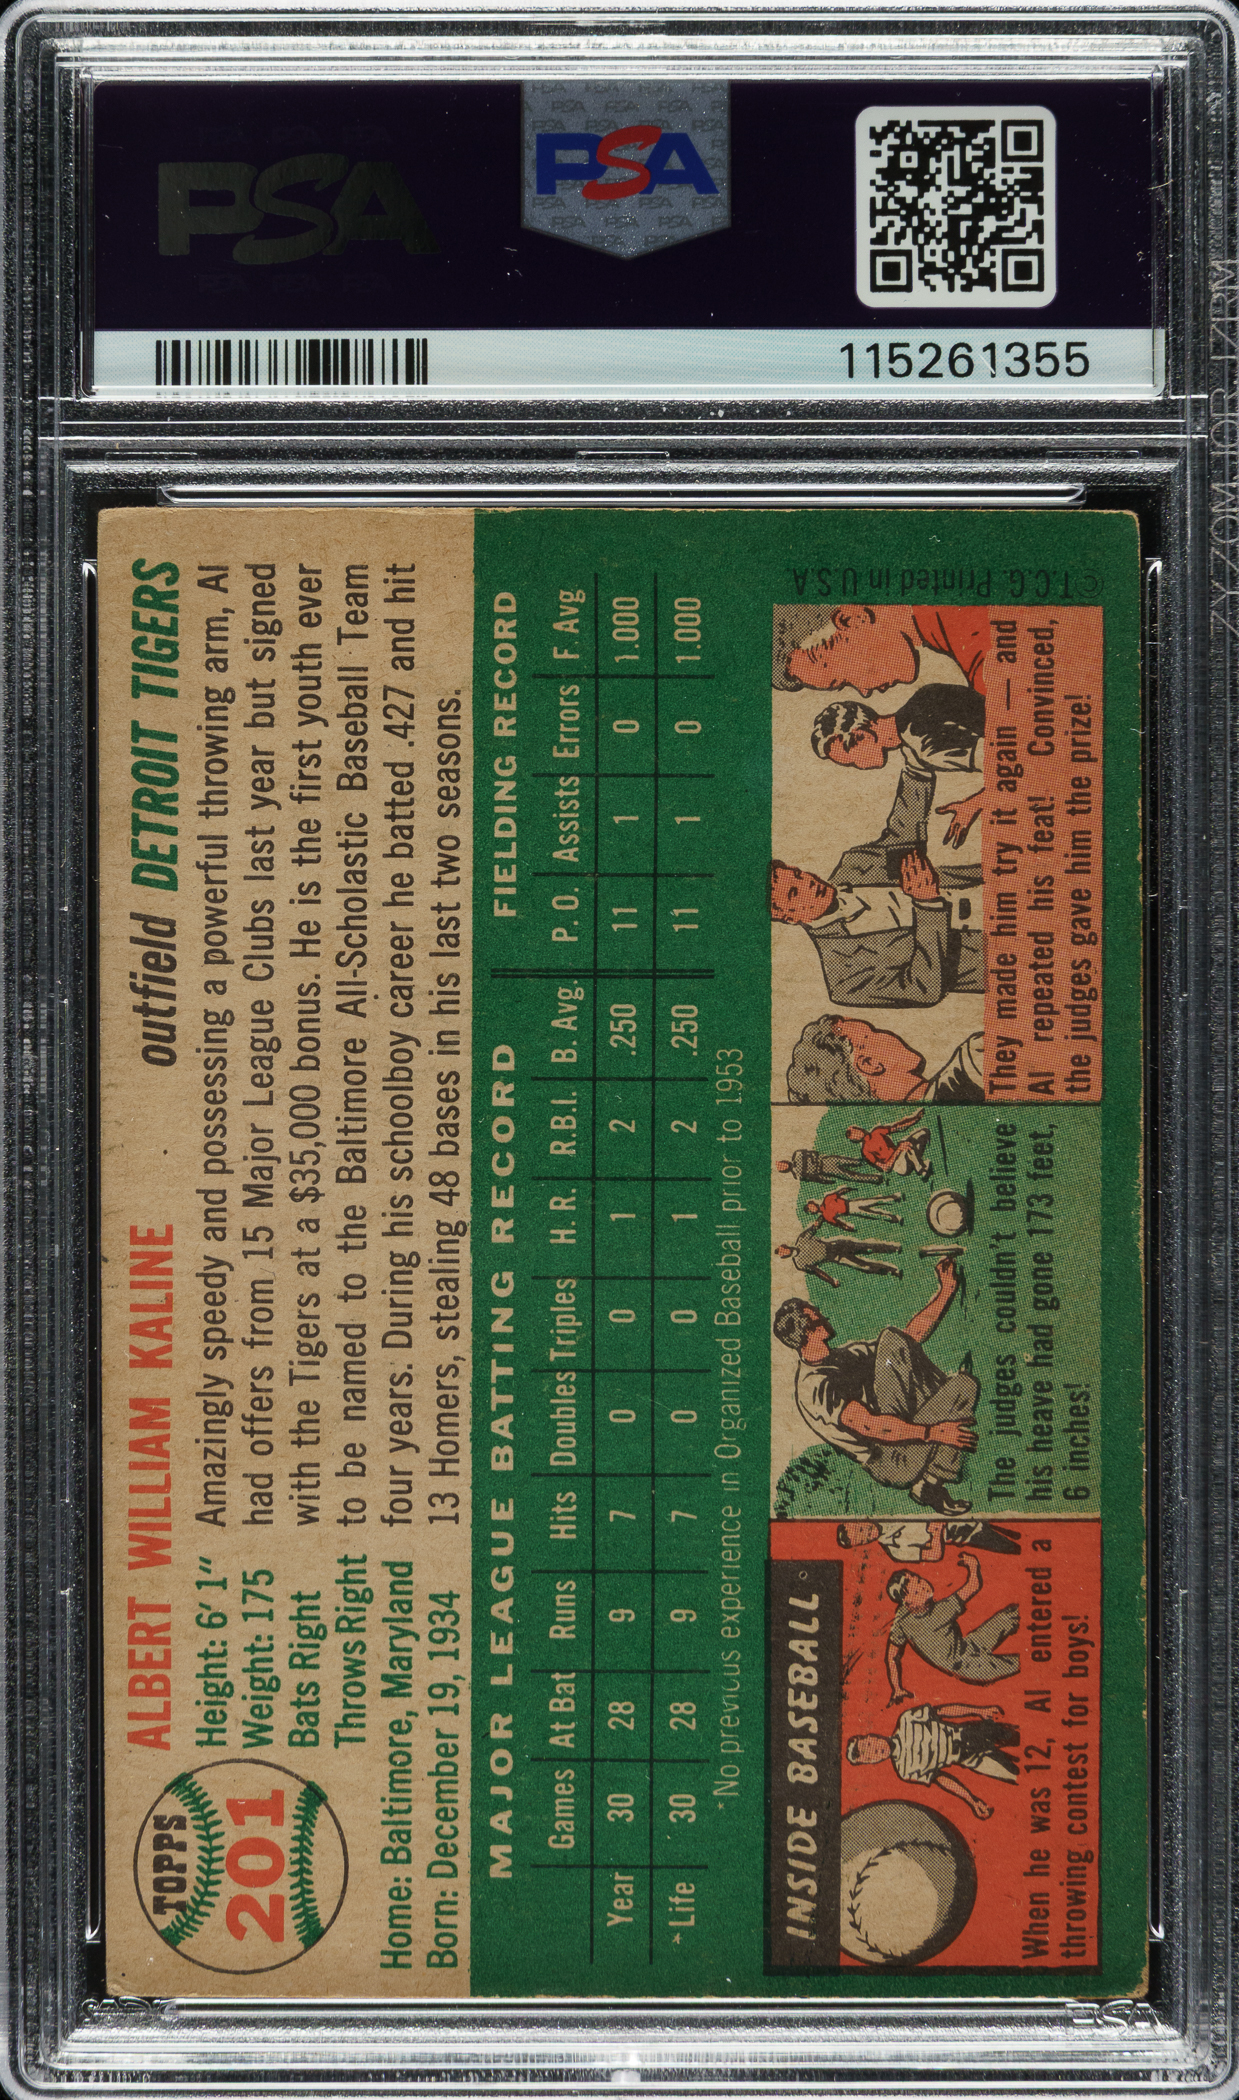 PSA
PSA
115261355
TOPPS
201
ALBERT WILLIAM KALINE
outfield DETROIT TIGERS
Height: 6' 1"
Weight: 175
Bats Right
Throws Right
Home: Baltimore, Maryland
Born: December 19, 1934
Amazingly speedy and possessing a powerful throwing arm, Al
had offers from 15 Major League Clubs last year but signed
with the Tigers at a $35,000 bonus. He is the first youth ever
to be named to the Baltimore All-Scholastic Baseball Team
four years. During his schoolboy career he batted .427 and hit
13 Homers, stealing 48 bases in his last two seasons.
MAJOR LEAGUE BATTING RECORD FIELDING RECORD
Games At Bat Runs Hits Doubles Triples H. R. R.B.I. B. Avg. P. O. Assists Errors F. Avg
Year 30 28 9 7 0 0 1 2 .250 11 1 0 1.000
*Life 30 28 9 7 0 0 1 2 .250 11 1 0 1.000
*No previous experience in Organized Baseball prior to 1953
INSIDE BASEBALL
When he was 12, Al entered a
throwing contest for boys!
The judges couldn't believe
his heave had gone 173 feet,
6 inches!
They made him try it again — and
Al repeated his feat! Convinced,
the judges gave him the prize!
©T.C.G. Printed in U.S.A.
PSA